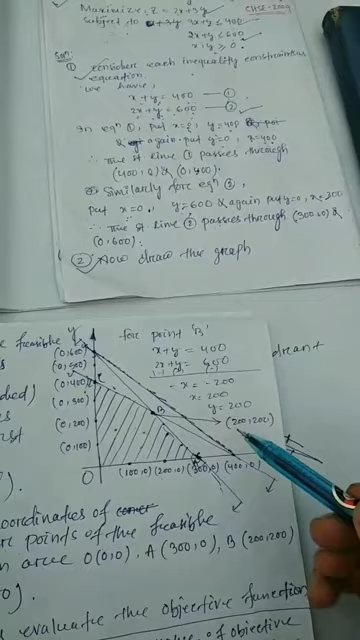 Maximize, Z = 2x+3y
subject to x+y ≤ 400
CHSE-2009
2x+y ≤ 600
x, y ≥ 0.
Soln:
① consider each inequality constraint as
equation.
we have,
x+y = 400 — ①
2x+y = 600 — ②
In eqn ①, put x=0, y=400
& again put y=0, x=400
∴ The st. line ① passes through
(400,0) & (0,400)
Similarly for eqn ②,
put x=0, y=600 & again put y=0, x=300
∴ The st. line ② passes through (300,0) &
(0,600).
② Now draw the graph
feasible
y
for point 'B'
(0,600)
x+y = 400
(0,500)
2x+y = 600
(0,400)
C
- x = -200
(0,300)
x = 200
y = 200
B
(0,200)
(200,200)
(0,100)
O
(100,0) (200,0) (300,0) (400,0)
A
x
coordinates of
corner points of the feasible
are O(0,0), A(300,0), B(200,200)
evaluate the objective function
value of objective